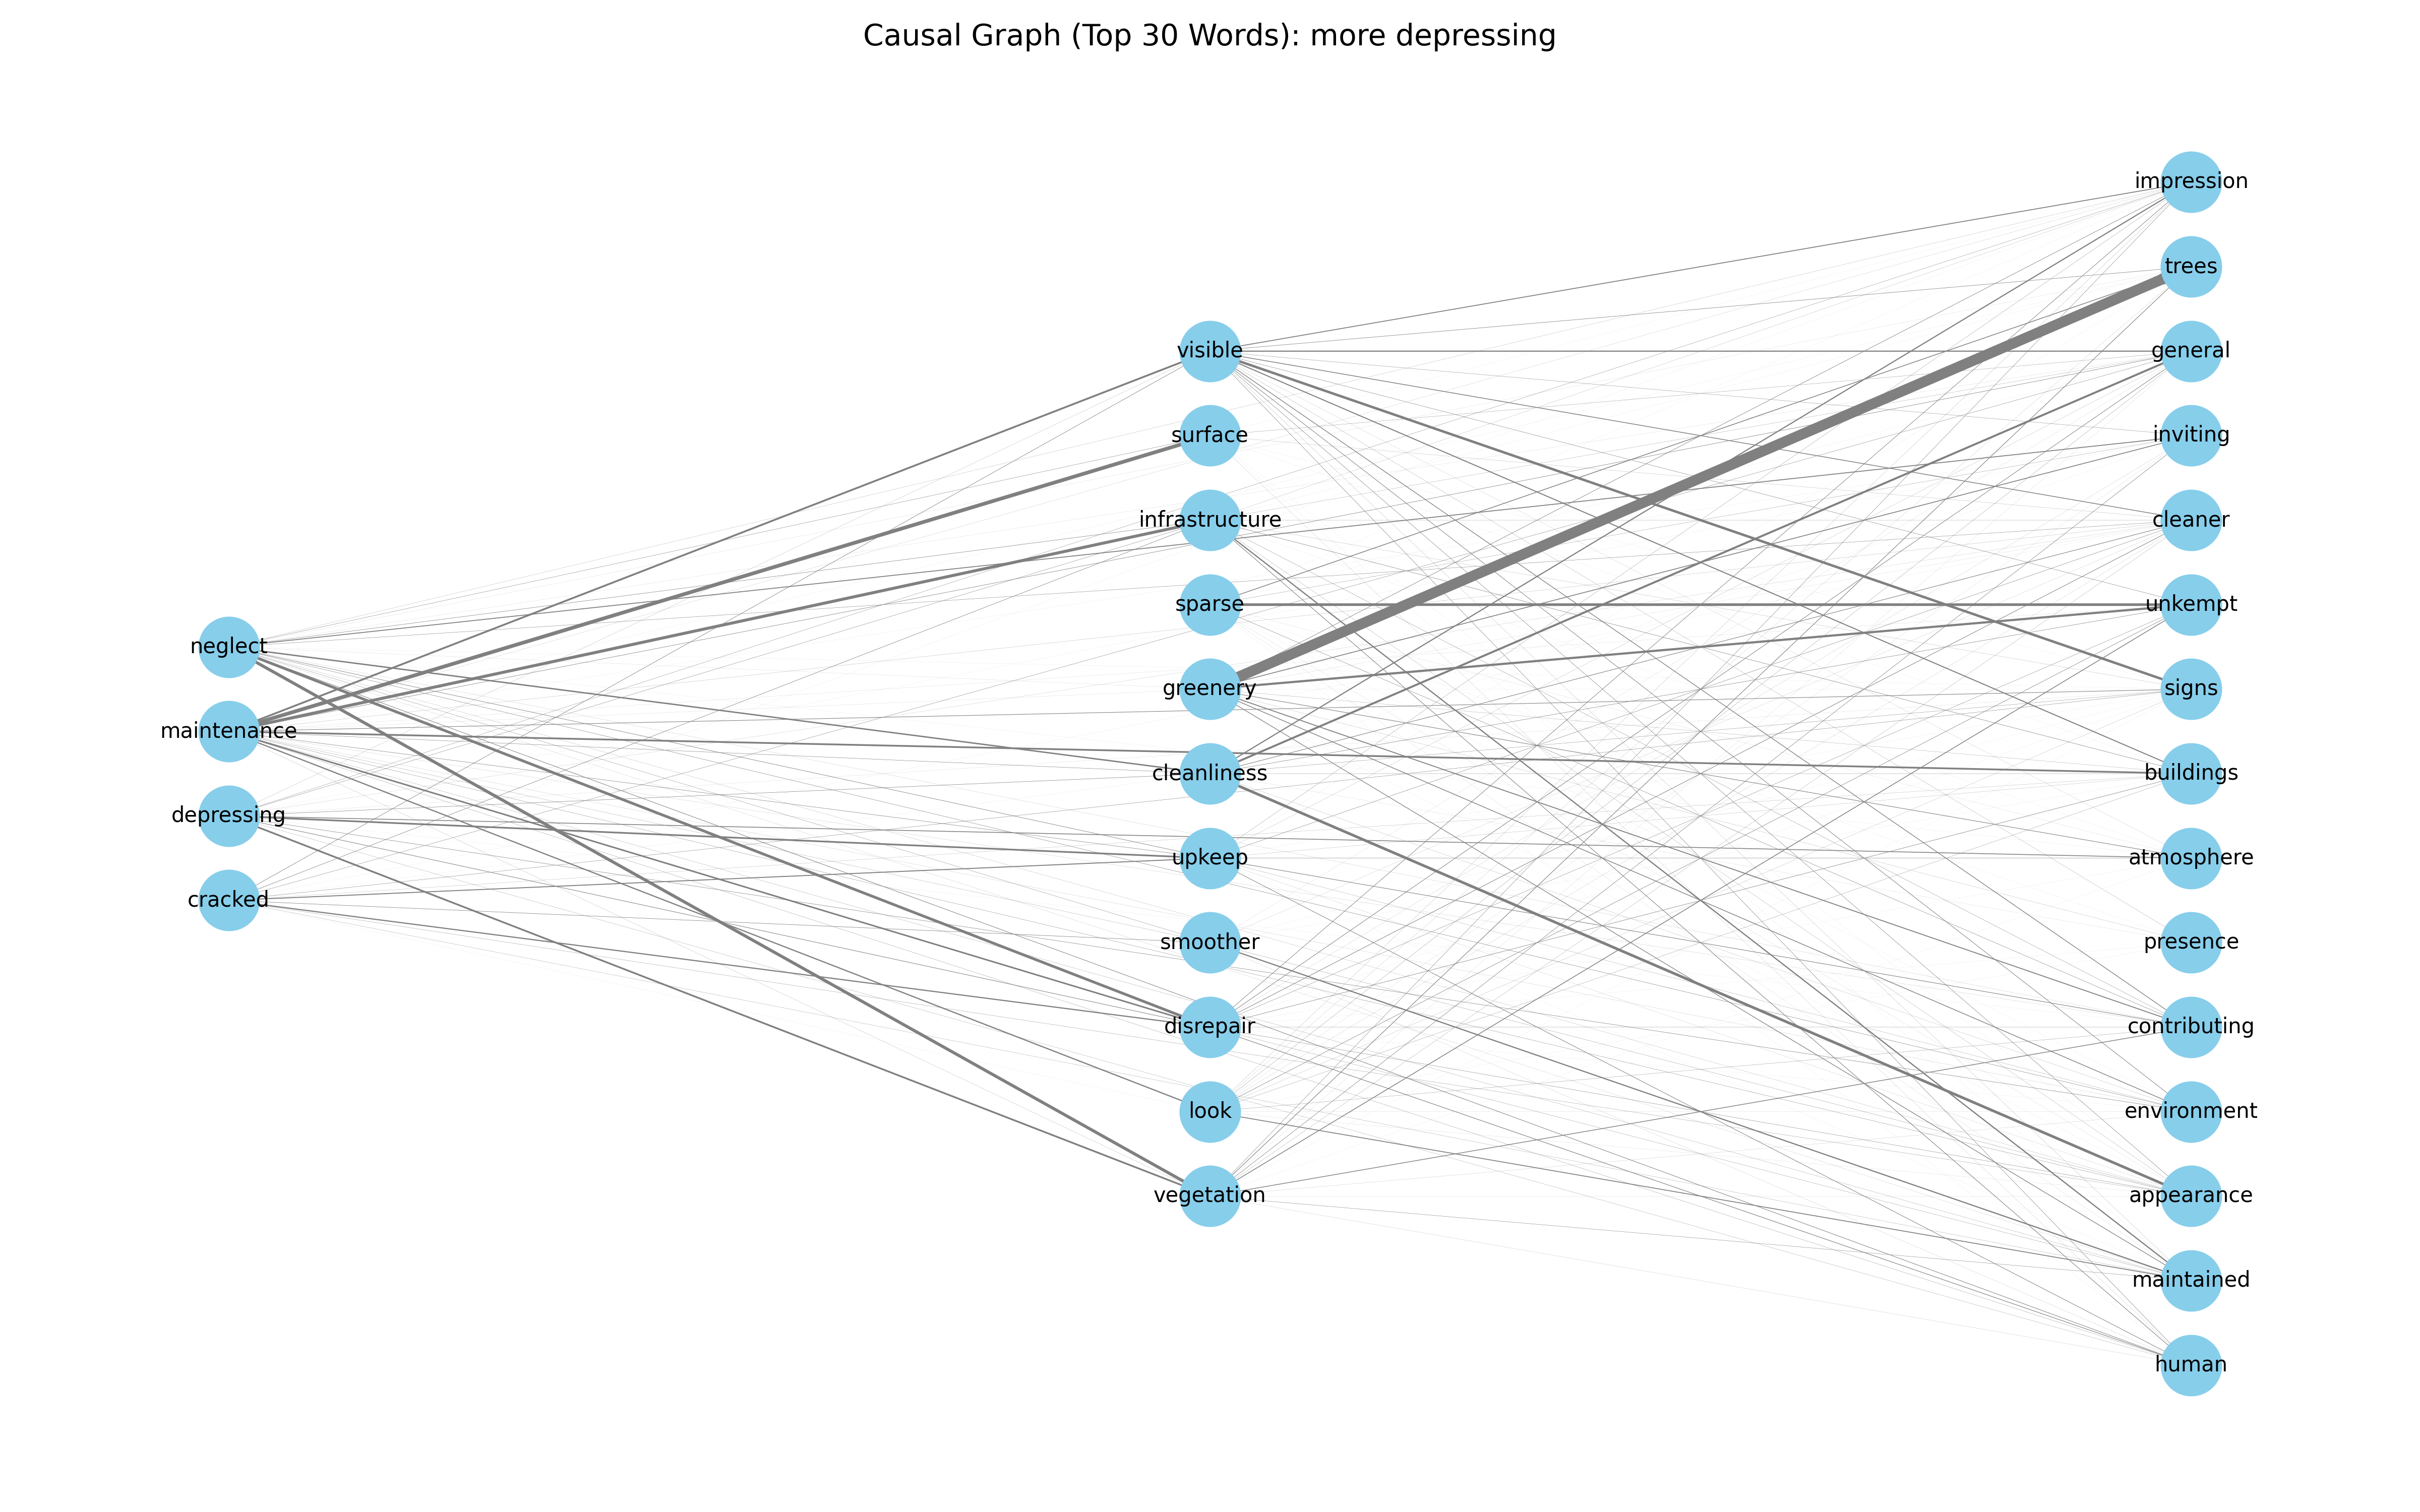 Causal Graph (Top 30 Words): more depressing
neglect
maintenance
depressing
cracked
visible
surface
infrastructure
sparse
greenery
cleanliness
upkeep
smoother
disrepair
look
vegetation
impression
trees
general
inviting
cleaner
unkempt
signs
buildings
atmosphere
presence
contributing
environment
appearance
maintained
human